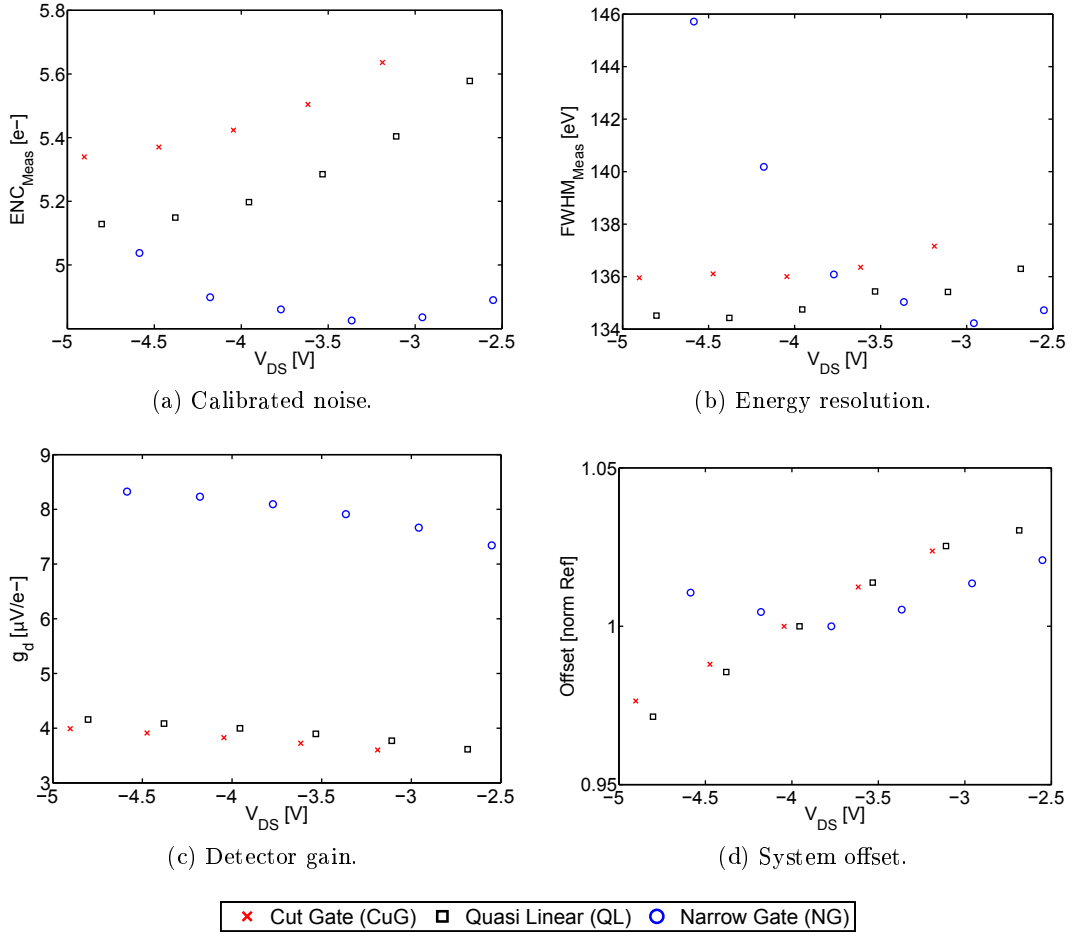 5.8
5.6
5.4
5.2
5
ENC_Meas [e−]
−5 −4.5 −4 −3.5 −3 −2.5
V_DS [V]
(a) Calibrated noise.
146
144
142
140
138
136
134
FWHM_Meas [eV]
−5 −4.5 −4 −3.5 −3 −2.5
V_DS [V]
(b) Energy resolution.
9
8
7
6
5
4
3
g_d [µV/e−]
−5 −4.5 −4 −3.5 −3 −2.5
V_DS [V]
(c) Detector gain.
1.05
1
0.95
Offset [norm Ref]
−5 −4.5 −4 −3.5 −3 −2.5
V_DS [V]
(d) System offset.
Cut Gate (CuG) Quasi Linear (QL) Narrow Gate (NG)